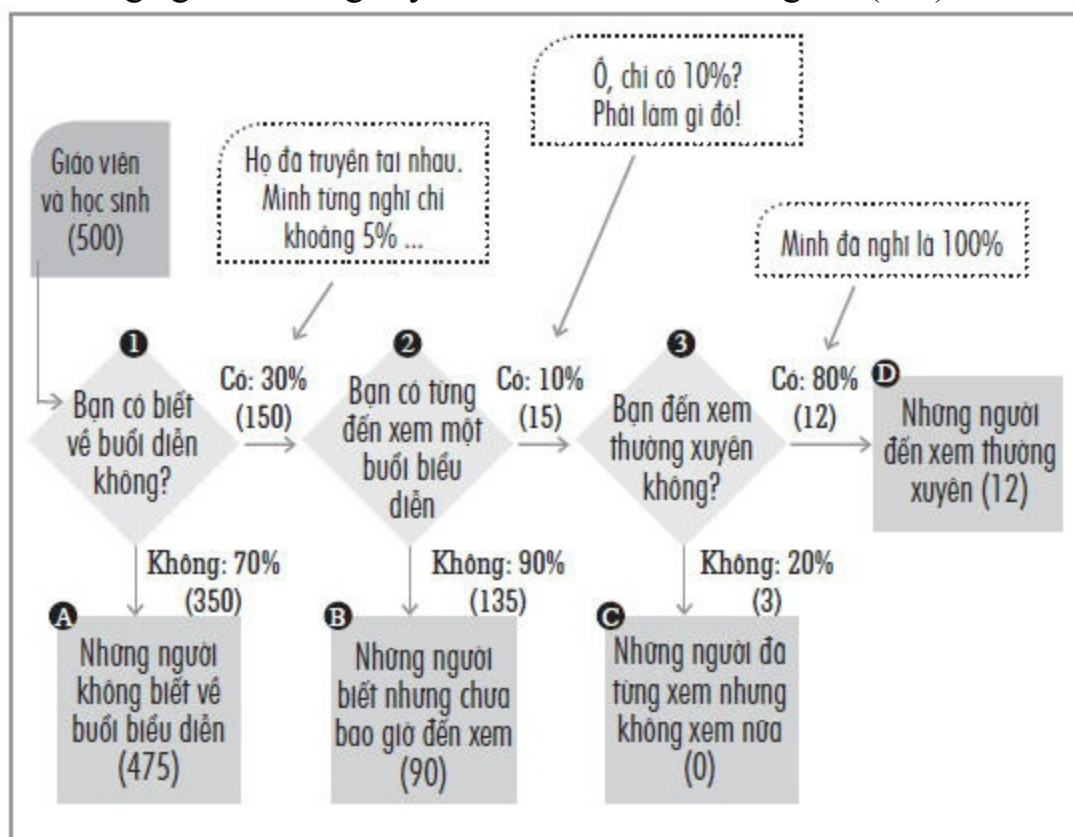 Ồ, chỉ có 10%?
Phải làm gì đó!
Giáo viên
và học sinh
(500)
Họ đã truyền tai nhau.
Mình từng nghĩ chỉ
khoảng 5% ...
Mình đã nghĩ là 100%
1
Bạn có biết
về buổi diễn
không?
Có: 30%
(150)
2
Bạn có từng
đến xem một
buổi biểu
diễn
Có: 10%
(15)
3
Bạn đến xem
thường xuyên
không?
Có: 80%
(12)
D
Những người
đến xem thường
xuyên (12)
Không: 70%
(350)
Không: 90%
(135)
Không: 20%
(3)
A
Những người
không biết về
buổi biểu diễn
(475)
B
Những người
biết nhưng chưa
bao giờ đến xem
(90)
C
Những người đã
từng xem nhưng
không xem nữa
(0)